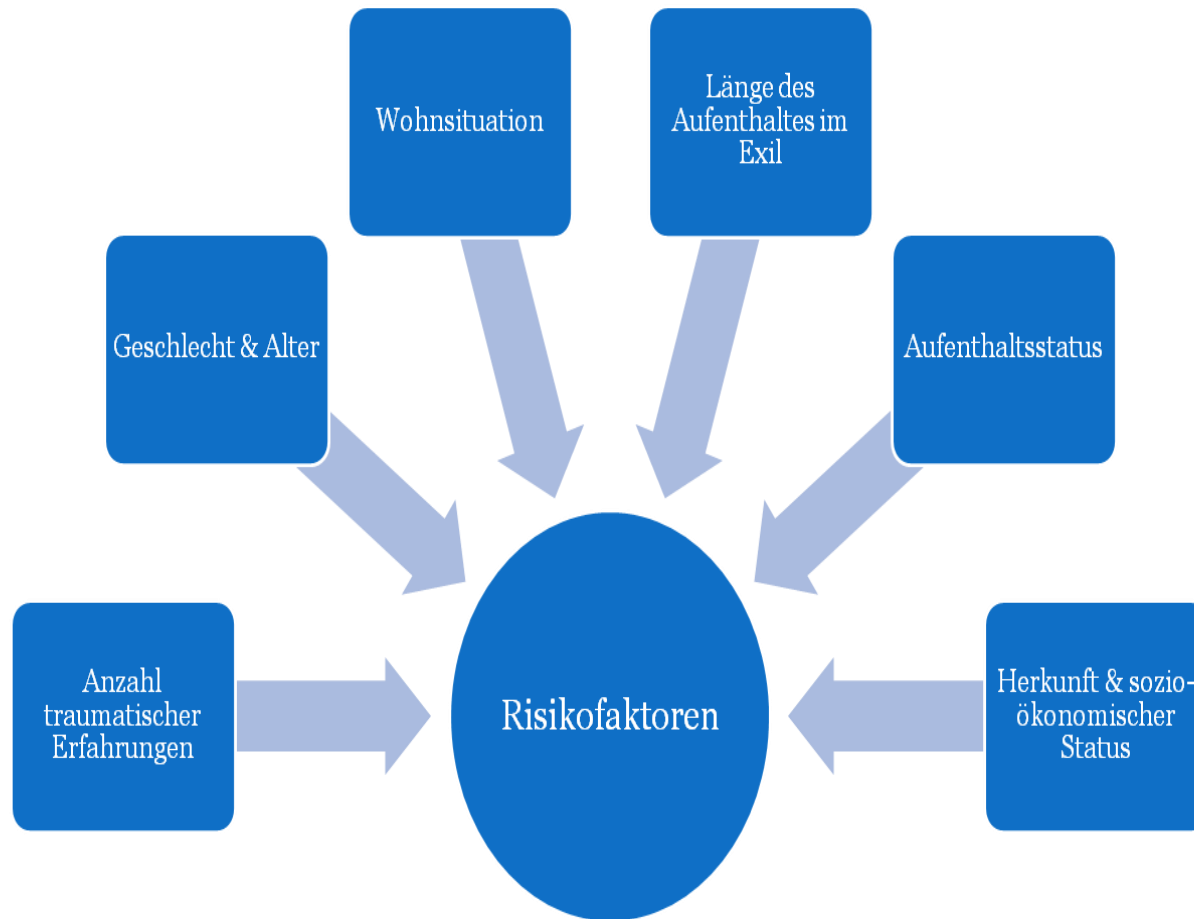 Wohnsituation
Länge des
Aufenthaltes im
Exil
Geschlecht & Alter
Aufenthaltsstatus
Anzahl
traumatischer
Erfahrungen
Risikofaktoren
Herkunft & sozio-
ökonomischer
Status